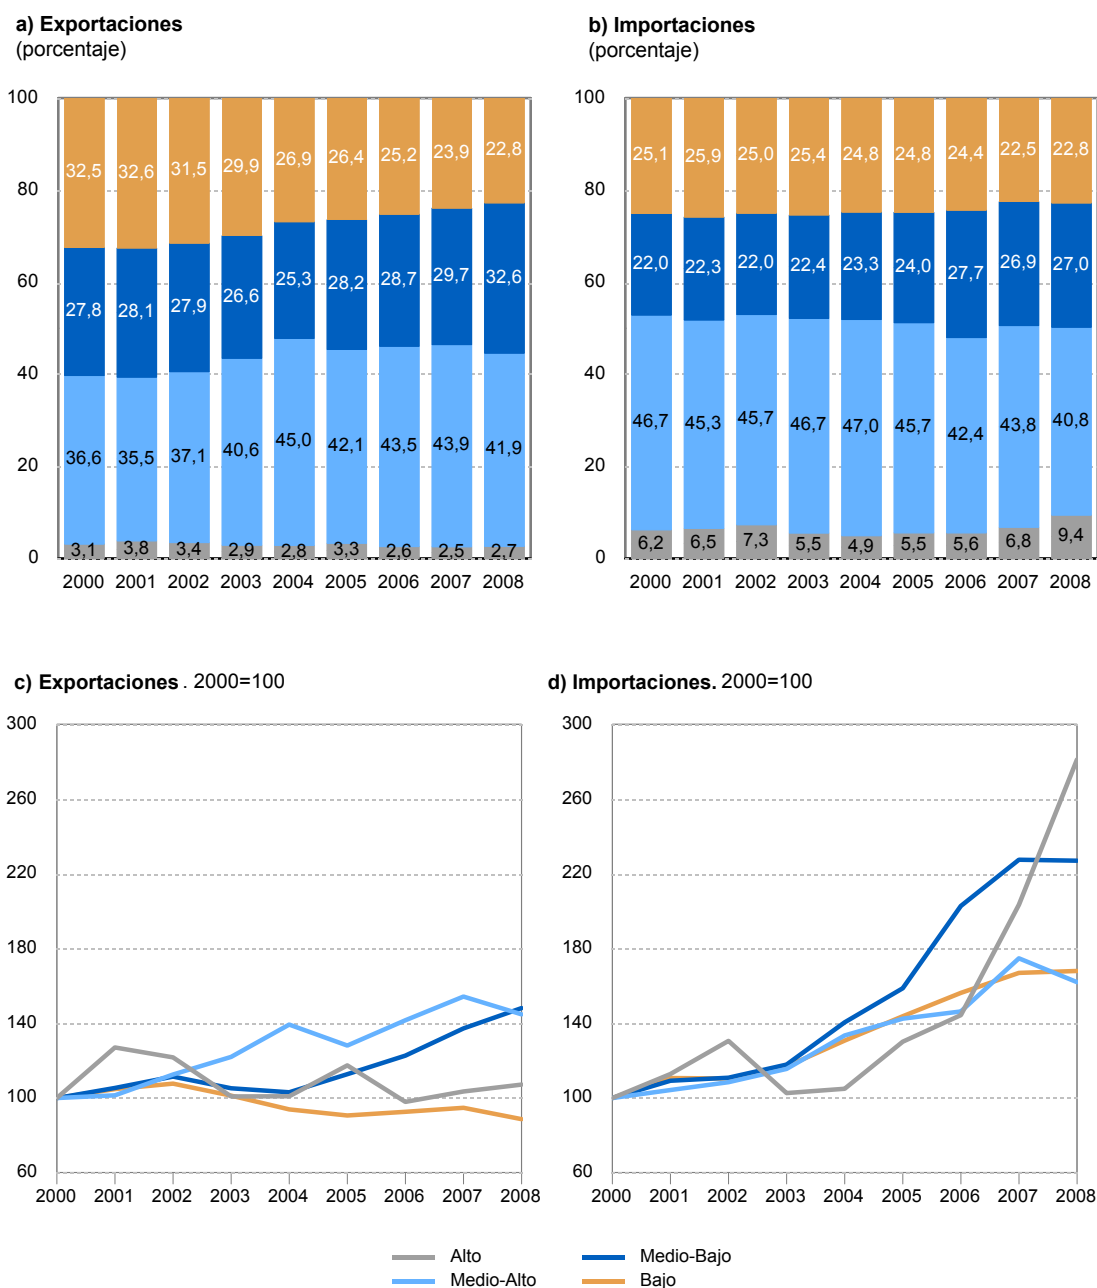 a) Exportaciones
(porcentaje)
100
80
60
40
20
0
32,5 32,6 31,5 29,9 26,9 26,4 25,2 23,9 22,8
27,8 28,1 27,9 26,6 25,3 28,2 28,7 29,7 32,6
36,6 35,5 37,1 40,6 45,0 42,1 43,5 43,9 41,9
3,1 3,8 3,4 2,9 2,8 3,3 2,6 2,5 2,7
2000 2001 2002 2003 2004 2005 2006 2007 2008
b) Importaciones
(porcentaje)
100
80
60
40
20
0
25,1 25,9 25,0 25,4 24,8 24,8 24,4 22,5 22,8
22,0 22,3 22,0 22,4 23,3 24,0 27,7 26,9 27,0
46,7 45,3 45,7 46,7 47,0 45,7 42,4 43,8 40,8
6,2 6,5 7,3 5,5 4,9 5,5 5,6 6,8 9,4
2000 2001 2002 2003 2004 2005 2006 2007 2008
c) Exportaciones . 2000=100
300
260
220
180
140
100
60
2000 2001 2002 2003 2004 2005 2006 2007 2008
d) Importaciones. 2000=100
300
260
220
180
140
100
60
2000 2001 2002 2003 2004 2005 2006 2007 2008
Alto
Medio-Alto
Medio-Bajo
Bajo